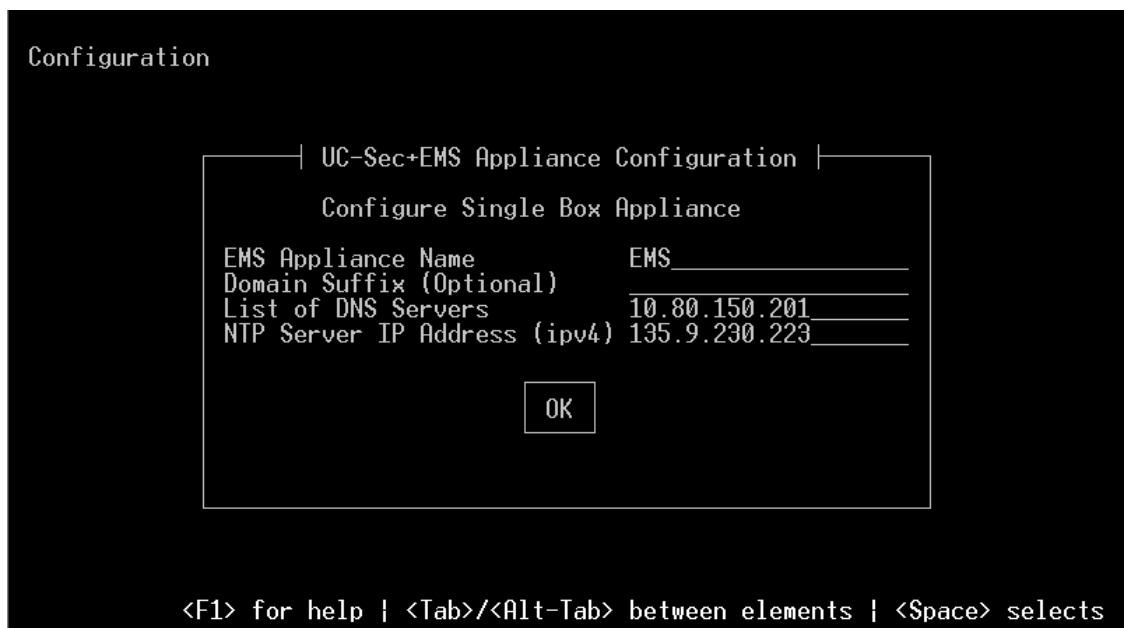 Configuration
UC-Sec+EMS Appliance Configuration
Configure Single Box Appliance
EMS Appliance Name EMS
Domain Suffix (Optional)
List of DNS Servers 10.80.150.201
NTP Server IP Address (ipv4) 135.9.230.223
OK
<F1> for help | <Tab>/<Alt-Tab> between elements | <Space> selects